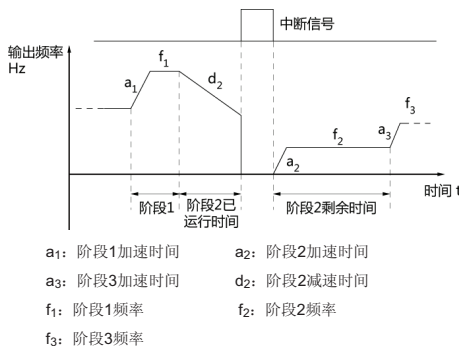 中断信号
输出频率
Hz
f₁
f₃
a₁
d₂
f₂
a₃
a₂
时间 t
阶段1
阶段2已
运行时间
阶段2剩余时间
a₁：阶段1加速时间
a₂：阶段2加速时间
a₃：阶段3加速时间
d₂：阶段2减速时间
f₁：阶段1频率
f₂：阶段2频率
f₃：阶段3频率